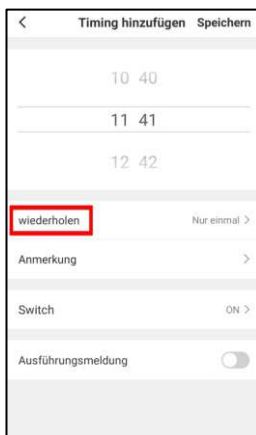 < Timing hinzufügen Speichern
10 40
11 41
12 42
wiederholen Nur einmal >
Anmerkung >
Switch ON >
Ausführungsmeldung